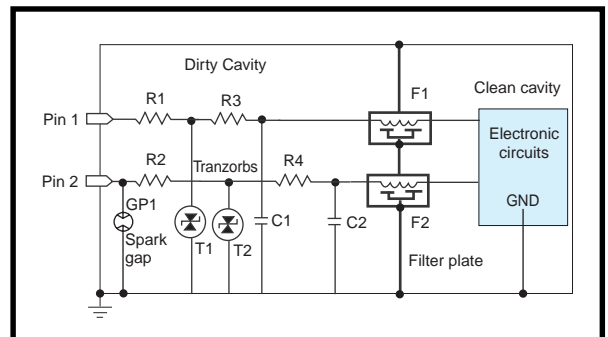 Dirty Cavity
F1
Clean cavity
R1
R3
Pin 1
Electronic
circuits
R2
Tranzorbs
R4
Pin 2
GP1
GND
Spark
gap
T1
T2
C1
C2
F2
Filter plate